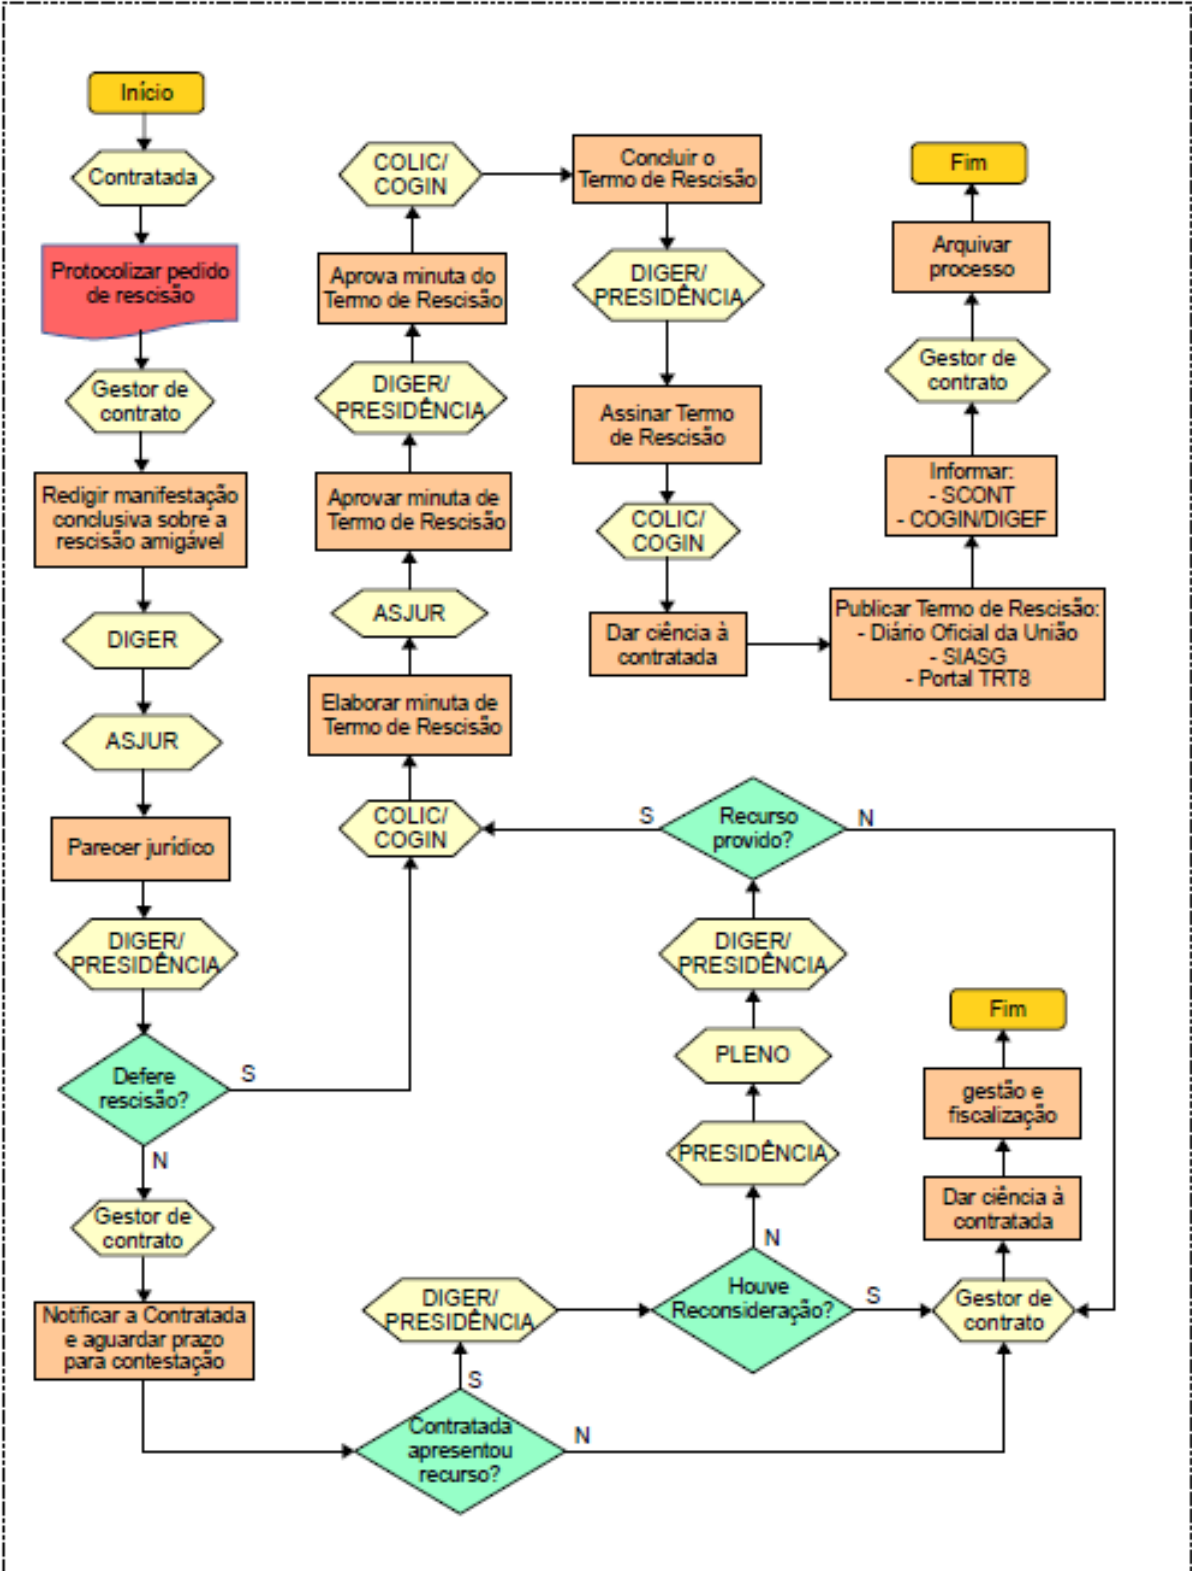 Início
Contratada
Protocolizar pedido
de rescisão
Gestor de
contrato
Redigir manifestação
conclusiva sobre a
rescisão amigável
DIGER
ASJUR
Parecer jurídico
DIGER/
PRESIDÊNCIA
Defere
rescisão?
S
N
Gestor de
contrato
Notificar a Contratada
e aguardar prazo
para contestação
Contratada
apresentou
recurso?
S
N
DIGER/
PRESIDÊNCIA
Houve
Reconsideração?
N
S
PRESIDÊNCIA
PLENO
DIGER/
PRESIDÊNCIA
Recurso
provido?
S
N
Gestor de
contrato
Dar ciência à
contratada
gestão e
fiscalização
Fim
COLIC/
COGIN
Elaborar minuta de
Termo de Rescisão
ASJUR
Aprovar minuta de
Termo de Rescisão
DIGER/
PRESIDÊNCIA
Aprova minuta do
Termo de Rescisão
COLIC/
COGIN
Concluir o
Termo de Rescisão
DIGER/
PRESIDÊNCIA
Assinar Termo
de Rescisão
COLIC/
COGIN
Dar ciência à
contratada
Publicar Termo de Rescisão:
- Diário Oficial da União
- SIASG
- Portal TRT8
Informar:
- SCONT
- COGIN/DIGEF
Gestor de
contrato
Arquivar
processo
Fim